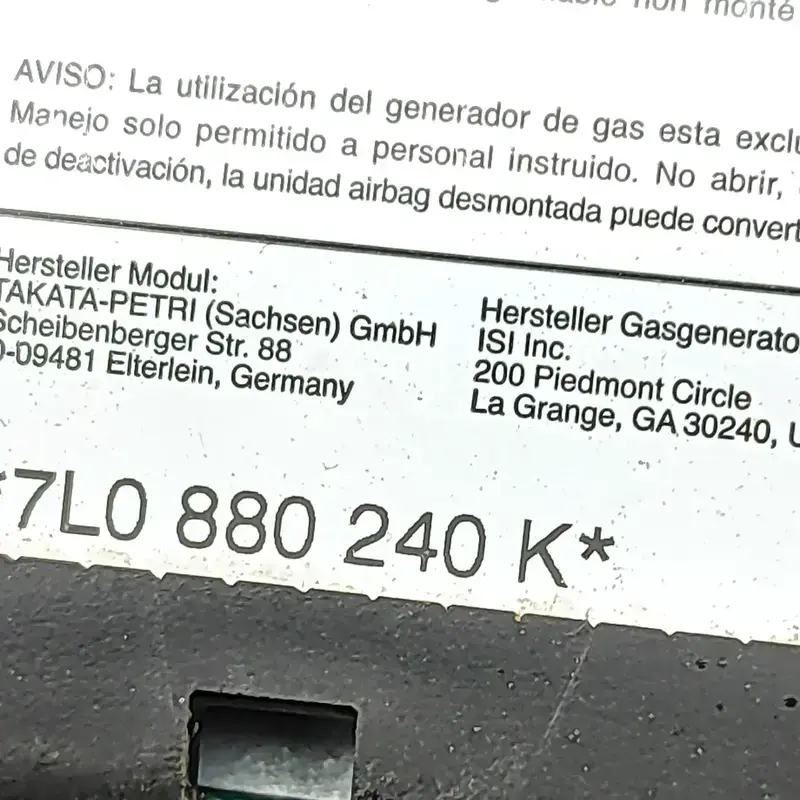 non monté
AVISO: La utilización del generador de gas esta exclu
Manejo solo permitido a personal instruido. No abrir,
de deactivación, la unidad airbag desmontada puede convert
Hersteller Modul:
TAKATA-PETRI (Sachsen) GmbH
Scheibenberger Str. 88
D-09481 Elterlein, Germany
Hersteller Gasgenerato
ISI Inc.
200 Piedmont Circle
La Grange, GA 30240, U
*7L0 880 240 K*